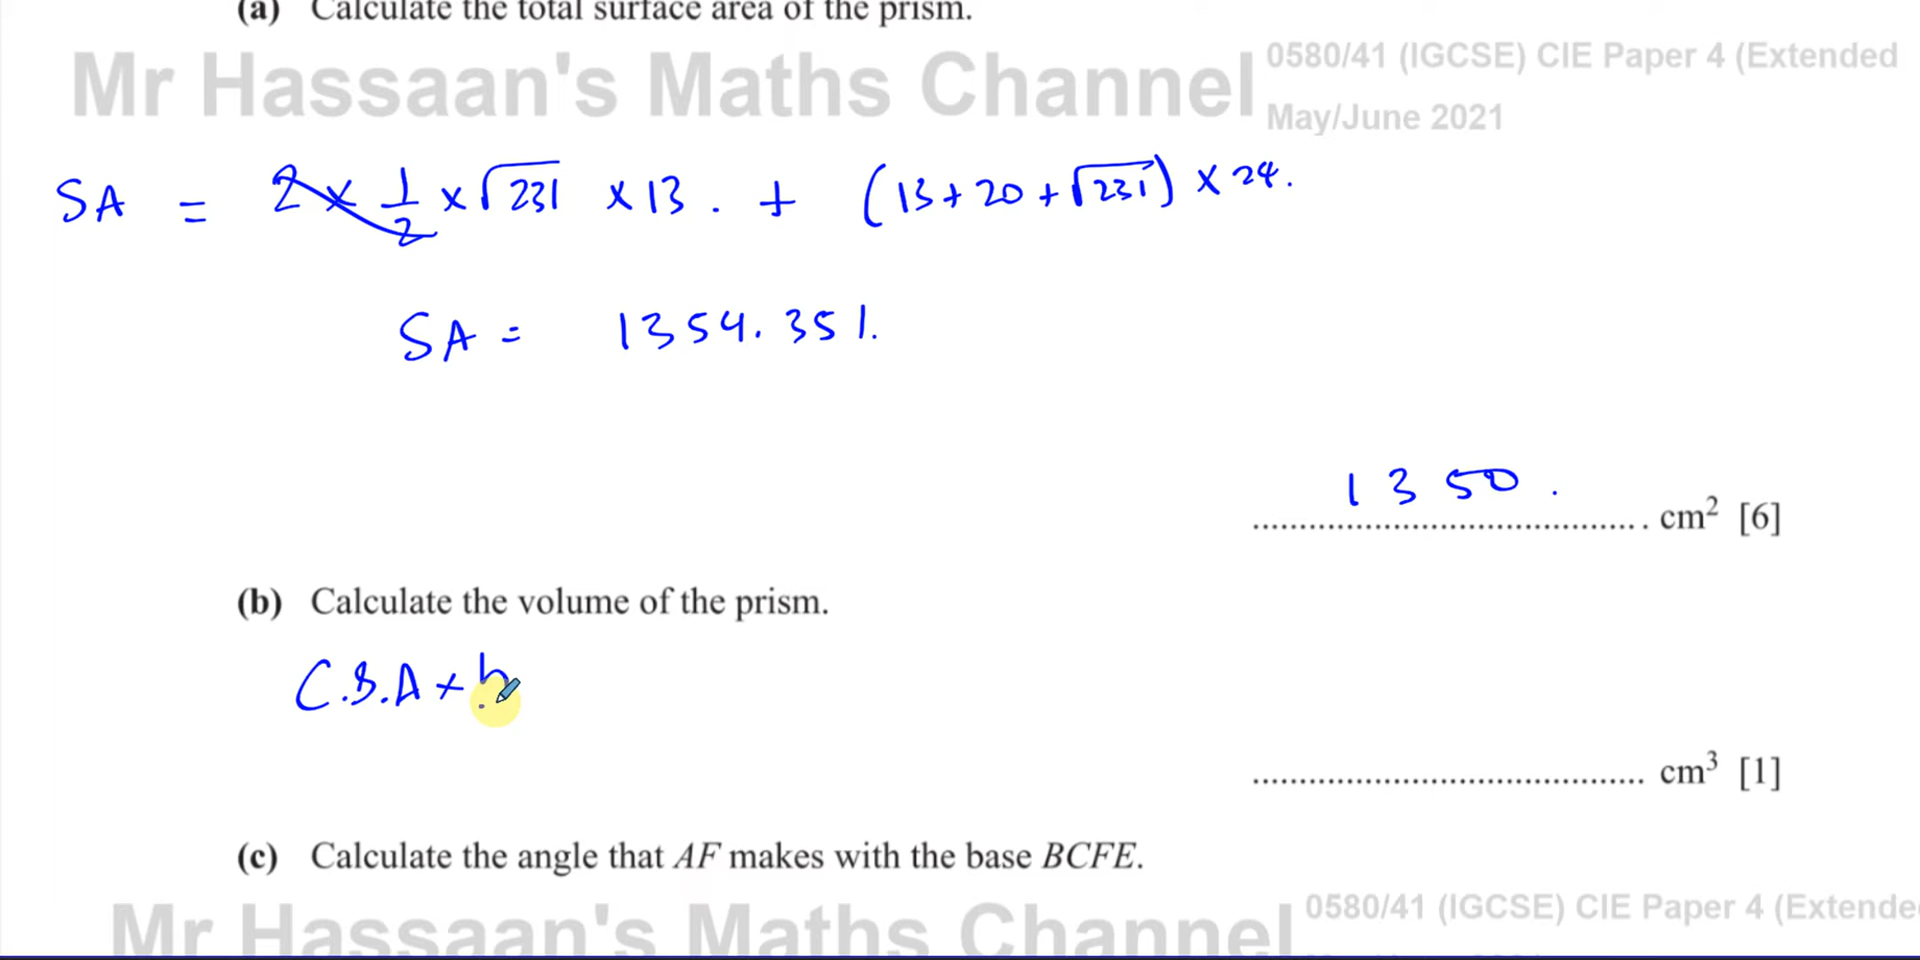 (a) Calculate the total surface area of the prism.
Mr Hassaan's Maths Channel 0580/41 (IGCSE) CIE Paper 4 (Extended
May/June 2021
SA = 2 × 1/2 × √231 × 13 . + (13 + 20 + √231) × 24.
SA = 1354.351.
1350.
.......................................... cm² [6]
(b) Calculate the volume of the prism.
C.S.A × h
.......................................... cm³ [1]
(c) Calculate the angle that AF makes with the base BCFE.
Mr Hassaan's Maths Channel 0580/41 (IGCSE) CIE Paper 4 (Extende